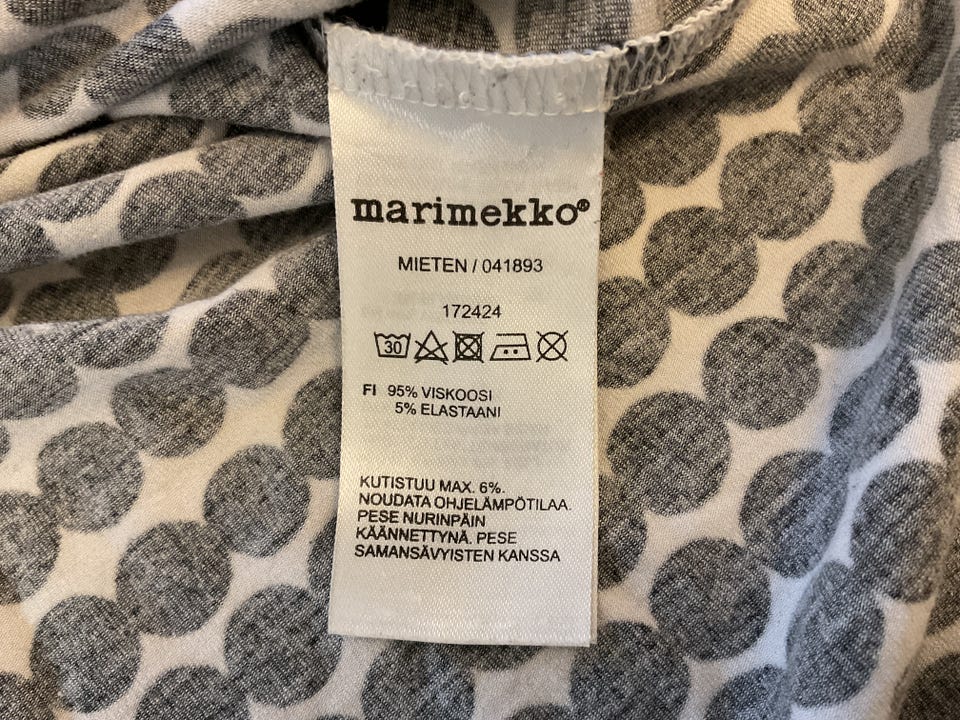 marimekko®
MIETEN / 041893
172424
30
FI 95% VISKOOSI
5% ELASTAANI
KUTISTUU MAX. 6%.
NOUDATA OHJELÄMPÖTILAA.
PESE NURINPÄIN
KÄÄNNETTYNÄ. PESE
SAMANSÄVYISTEN KANSSA